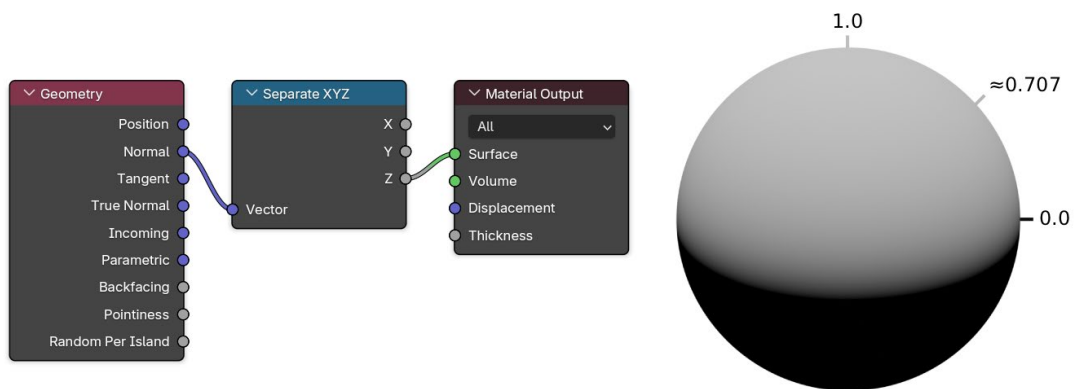 Geometry
Position
Normal
Tangent
True Normal
Incoming
Parametric
Backfacing
Pointiness
Random Per Island
Separate XYZ
X
Y
Z
Vector
Material Output
All
Surface
Volume
Displacement
Thickness
1.0
≈0.707
0.0